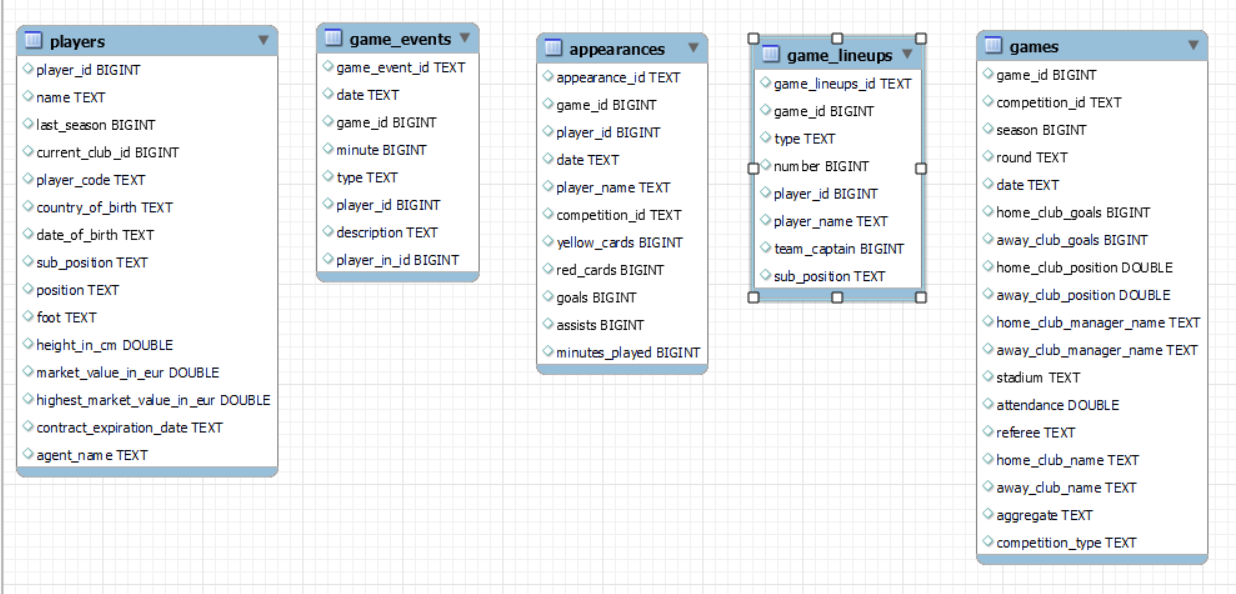 players
player_id BIGINT
name TEXT
last_season BIGINT
current_club_id BIGINT
player_code TEXT
country_of_birth TEXT
date_of_birth TEXT
sub_position TEXT
position TEXT
foot TEXT
height_in_cm DOUBLE
market_value_in_eur DOUBLE
highest_market_value_in_eur DOUBLE
contract_expiration_date TEXT
agent_name TEXT
game_events
game_event_id TEXT
date TEXT
game_id BIGINT
minute BIGINT
type TEXT
player_id BIGINT
description TEXT
player_in_id BIGINT
appearances
appearance_id TEXT
game_id BIGINT
player_id BIGINT
date TEXT
player_name TEXT
competition_id TEXT
yellow_cards BIGINT
red_cards BIGINT
goals BIGINT
assists BIGINT
minutes_played BIGINT
game_lineups
game_lineups_id TEXT
game_id BIGINT
type TEXT
number BIGINT
player_id BIGINT
player_name TEXT
team_captain BIGINT
sub_position TEXT
games
game_id BIGINT
competition_id TEXT
season BIGINT
round TEXT
date TEXT
home_club_goals BIGINT
away_club_goals BIGINT
home_club_position DOUBLE
away_club_position DOUBLE
home_club_manager_name TEXT
away_club_manager_name TEXT
stadium TEXT
attendance DOUBLE
referee TEXT
home_club_name TEXT
away_club_name TEXT
aggregate TEXT
competition_type TEXT